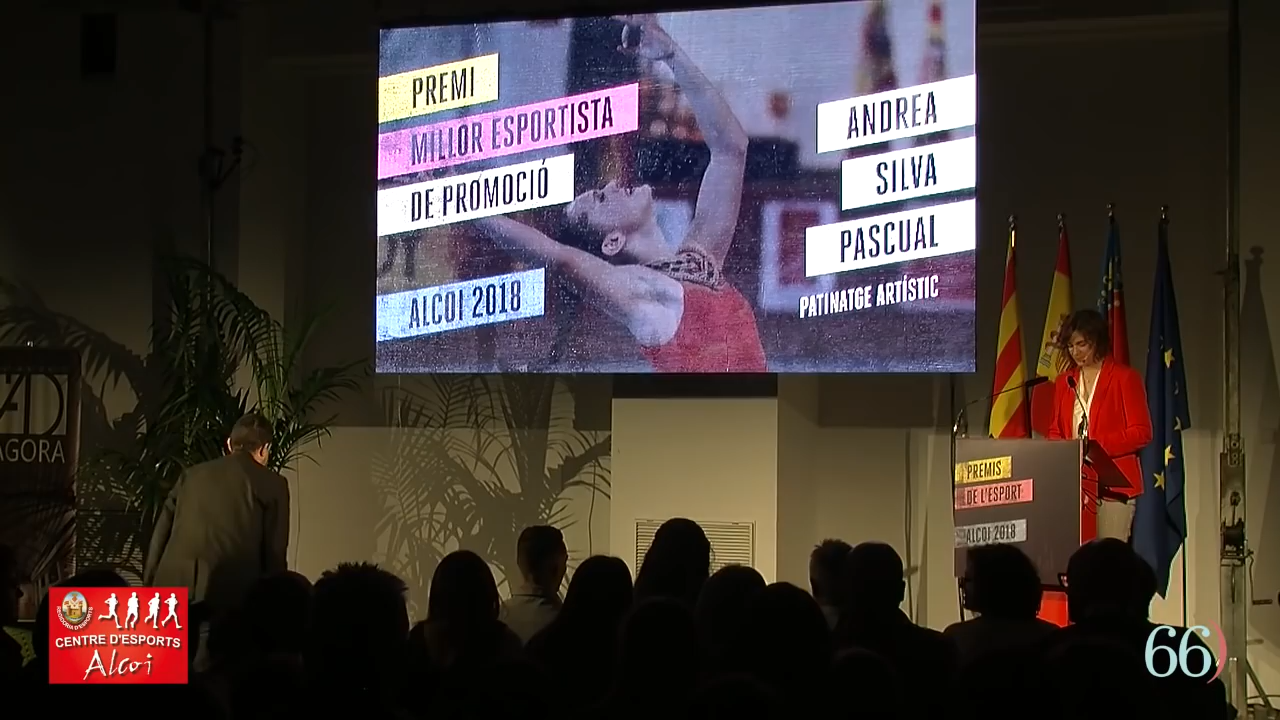 PREMI
MILLOR ESPORTISTA
DE PROMOCIÓ
ALCOI 2018
ANDREA
SILVA
PASCUAL
PATINATGE ARTÍSTIC
AGORA
PREMIS
DE L'ESPORT
ALCOI 2018
CENTRE D'ESPORTS
Alcoi
66